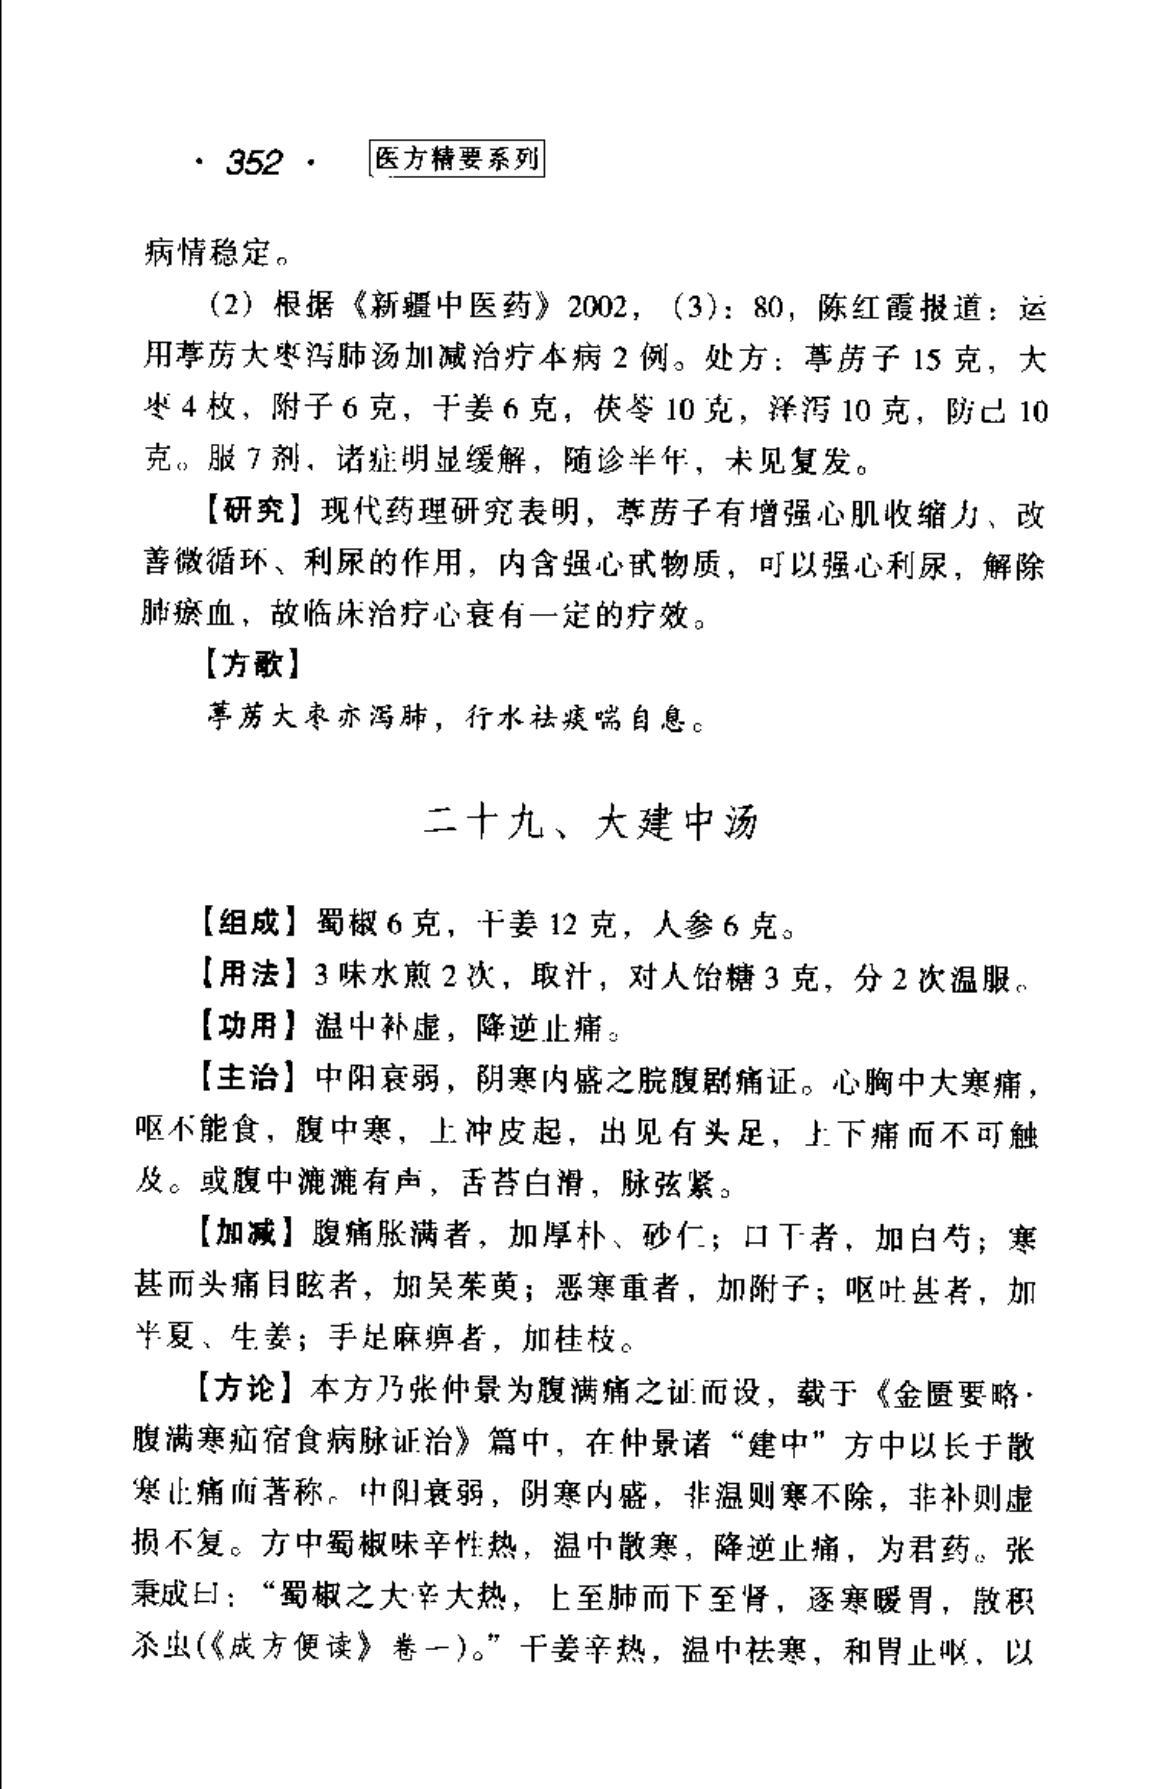 · 352 · 医方精要系列
病情稳定。
(2) 根据《新疆中医药》2002，(3)：80，陈红霞报道：运
用葶苈大枣泻肺汤加减治疗本病 2 例。处方：葶苈子 15 克，大
枣 4 枚，附子 6 克，干姜 6 克，茯苓 10 克，泽泻 10 克，防己 10
克。服 7 剂，诸症明显缓解，随诊半年，未见复发。
【研究】现代药理研究表明，葶苈子有增强心肌收缩力、改
善微循环、利尿的作用，内含强心甙物质，可以强心利尿，解除
肺瘀血，故临床治疗心衰有一定的疗效。
【方歌】
葶苈大枣亦泻肺，行水祛痰喘自息。
二十九、大建中汤
【组成】蜀椒 6 克，干姜 12 克，人参 6 克。
【用法】3 味水煎 2 次，取汁，对人饴糖 3 克，分 2 次温服。
【功用】温中补虚，降逆止痛。
【主治】中阳衰弱，阴寒内盛之脘腹剧痛证。心胸中大寒痛，
呕不能食，腹中寒，上冲皮起，出见有头足，上下痛而不可触
及。或腹中漉漉有声，舌苔白滑，脉弦紧。
【加减】腹痛胀满者，加厚朴、砂仁；口干者，加白芍；寒
甚而头痛目眩者，加吴茱萸；恶寒重者，加附子；呕吐甚者，加
半夏、生姜；手足麻痹者，加桂枝。
【方论】本方乃张仲景为腹满痛之证而设，载于《金匮要略·
腹满寒疝宿食病脉证治》篇中，在仲景诸“建中”方中以长于散
寒止痛而著称。中阳衰弱，阴寒内盛，非温则寒不除，非补则虚
损不复。方中蜀椒味辛性热，温中散寒，降逆止痛，为君药。张
秉成曰：“蜀椒之大辛大热，上至肺而下至肾，逐寒暖胃，散积
杀虫(《成方便读》卷一)。”干姜辛热，温中祛寒，和胃止呕，以